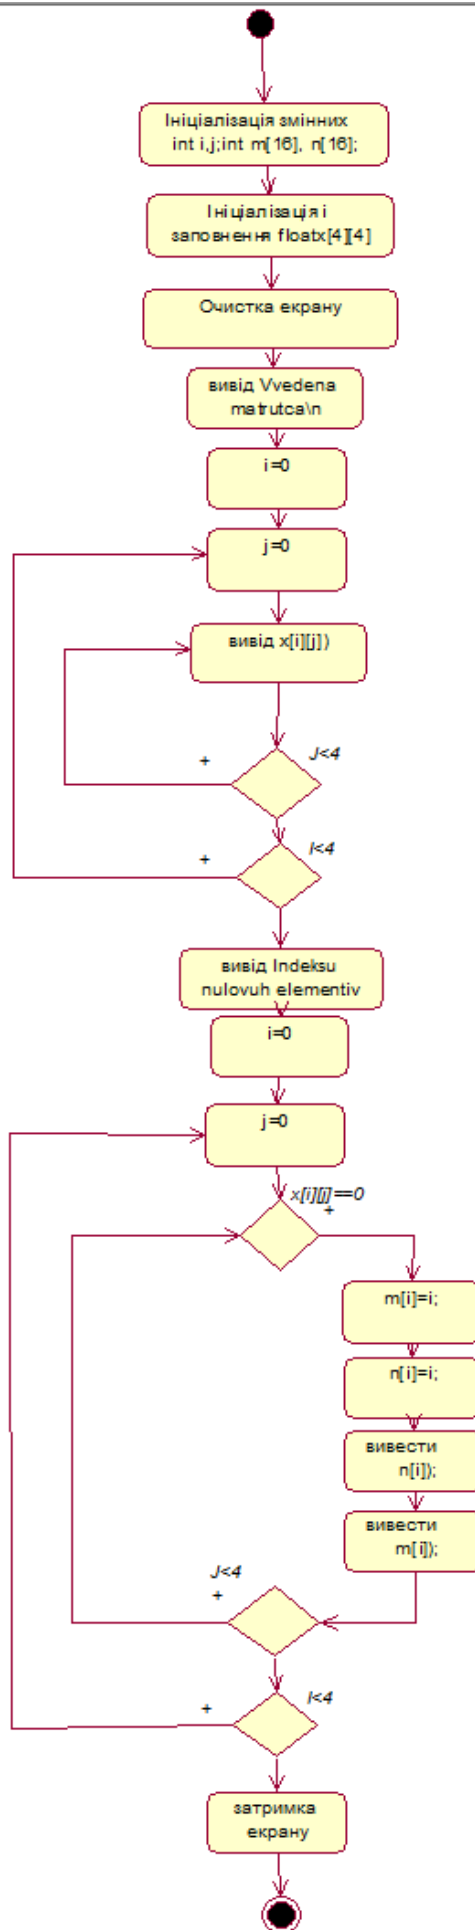 Ініціалізація змінних
int i,j;int m[16], n[16];
Ініціалізація і
заповнення floatx[4][4]
Очистка екрану
вивід Vvedena
matrutca\n
i=0
j=0
вивід x[i][j])
J<4
+
I<4
+
вивід Indeksu
nulovuh elementiv
i=0
j=0
x[i][j]==0
+
m[i]=i;
n[i]=i;
вивести
n[i]);
вивести
m[i]);
J<4
+
I<4
+
затримка
екрану